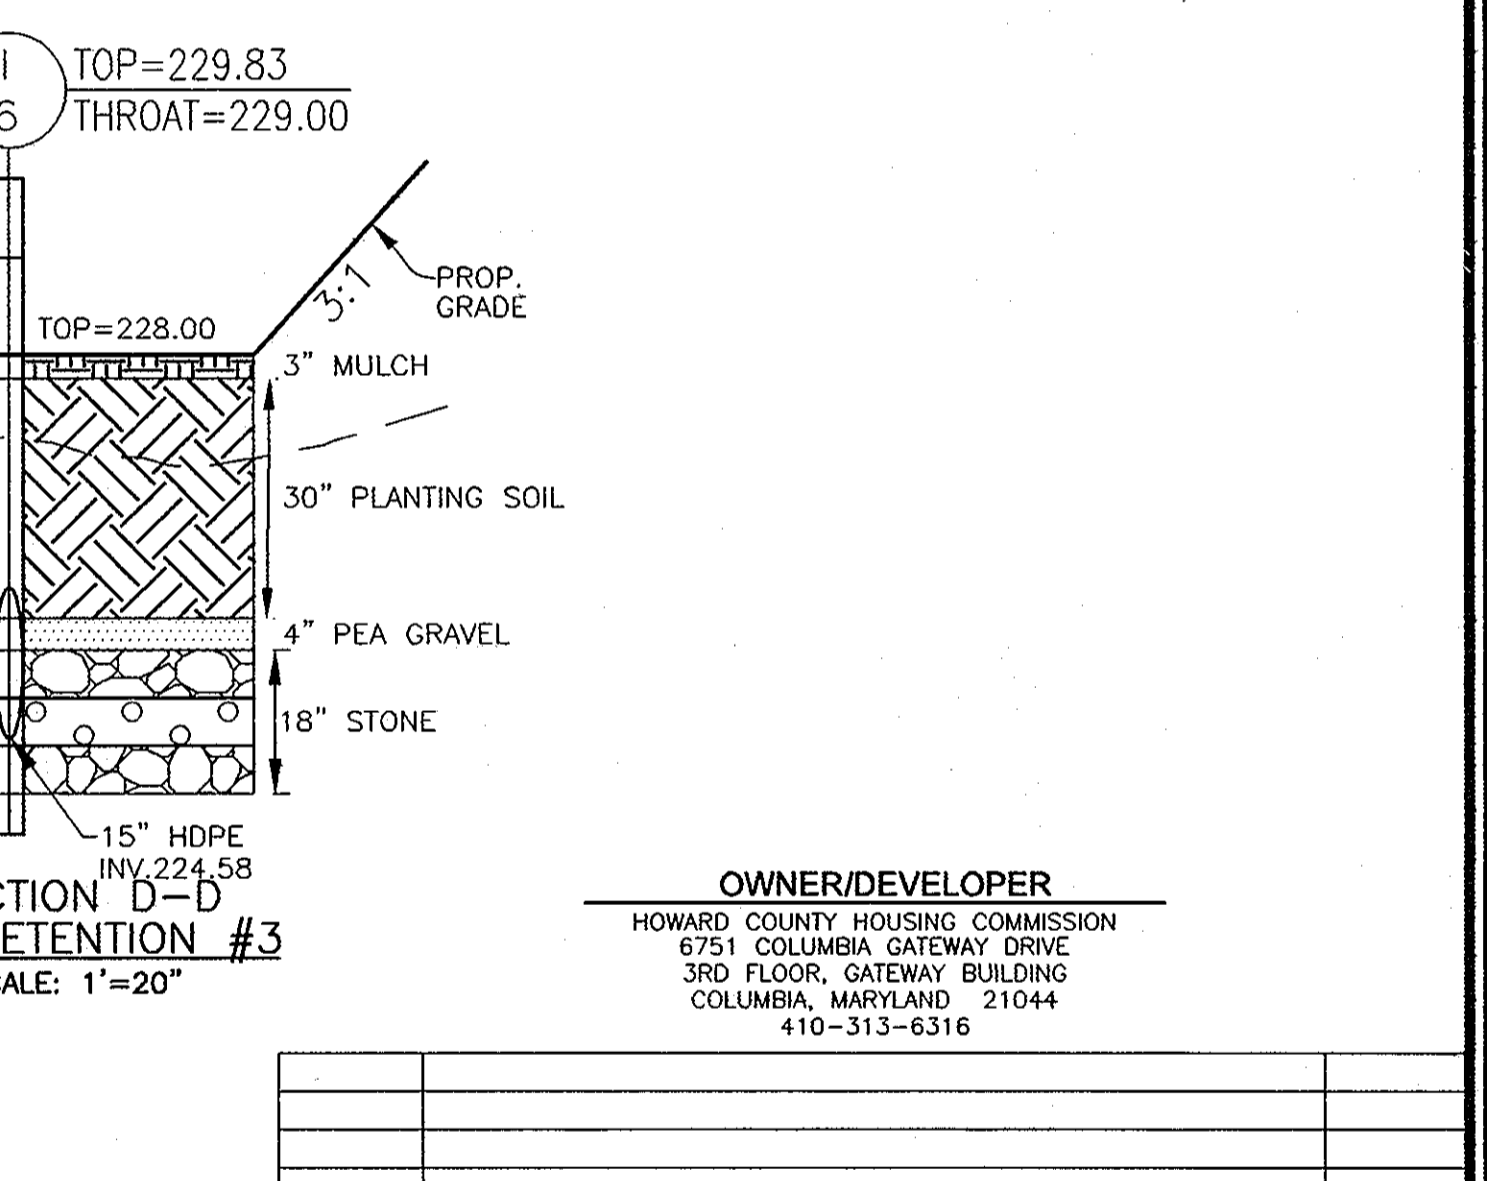 TOP=229.83
6 THROAT=229.00
PROP.
GRADE
3:1
TOP=228.00
3" MULCH
30" PLANTING SOIL
4" PEA GRAVEL
18" STONE
15" HDPE
INV.224.58
CTION D-D
ETENTION #3
CALE: 1'=20"
OWNER/DEVELOPER
HOWARD COUNTY HOUSING COMMISSION
6751 COLUMBIA GATEWAY DRIVE
3RD FLOOR, GATEWAY BUILDING
COLUMBIA, MARYLAND 21044
410-313-6316